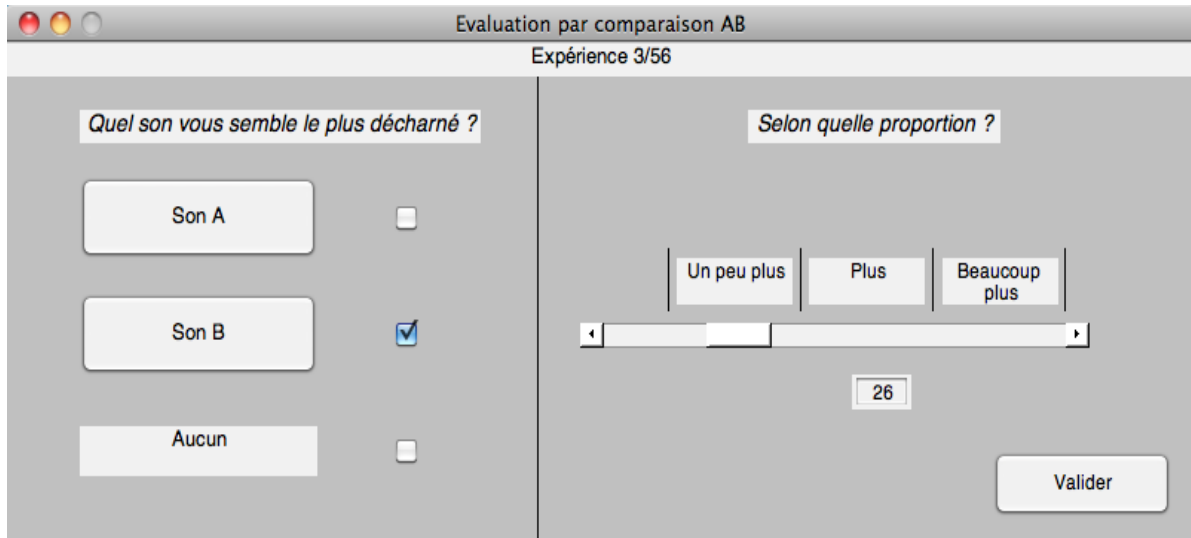 Evaluation par comparaison AB
Expérience 3/56
Quel son vous semble le plus décharné ?
Son A
Son B
Aucun
Selon quelle proportion ?
Un peu plus
Plus
Beaucoup
plus
26
Valider